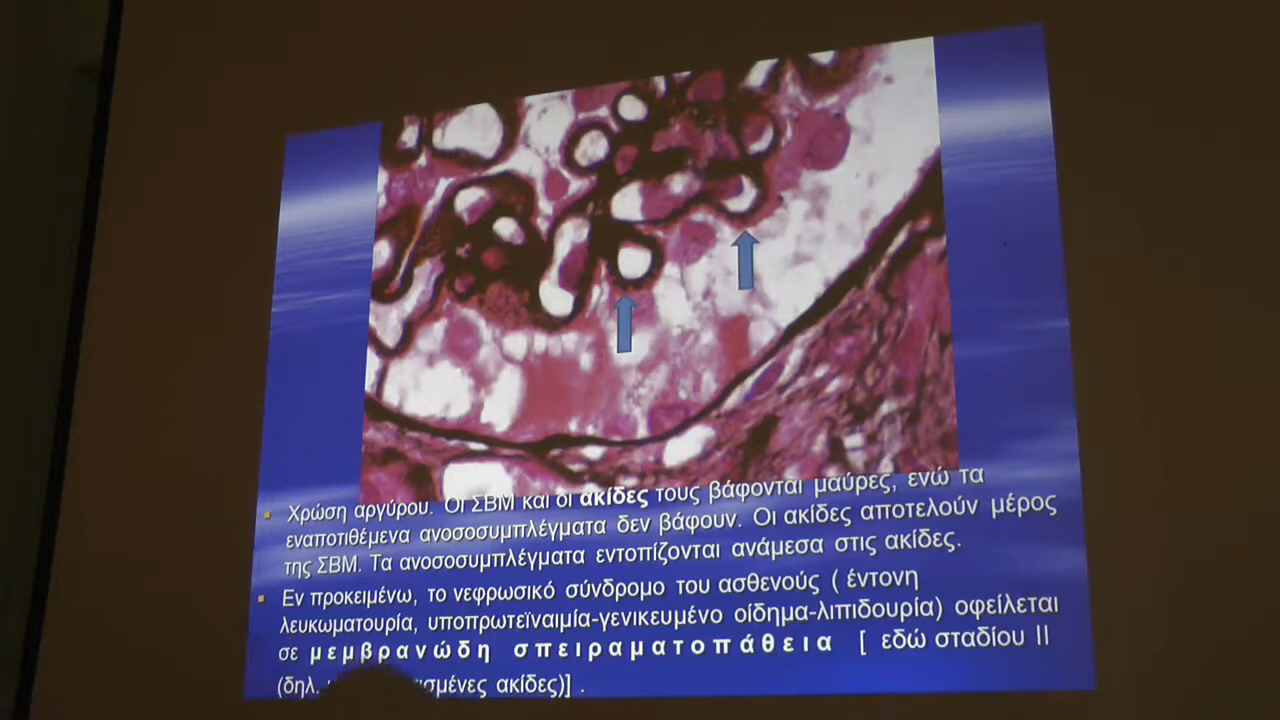 Χρώση αργύρου. Οι ΣΒΜ και οι ακίδες τους βάφονται μαύρες, ενώ τα
εναποτιθέμενα ανοσοσυμπλέγματα δεν βάφουν. Οι ακίδες αποτελούν μέρος
της ΣΒΜ. Τα ανοσοσυμπλέγματα εντοπίζονται ανάμεσα στις ακίδες.
Εν προκειμένω, το νεφρωσικό σύνδρομο του ασθενούς ( έντονη
λευκωματουρία, υποπρωτεϊναιμία-γενικευμένο οίδημα-λιπιδουρία) οφείλεται
σε μεμβρανώδη σπειραματοπάθεια [ εδώ σταδίου ΙΙ
(δηλ. ακίδες)] .